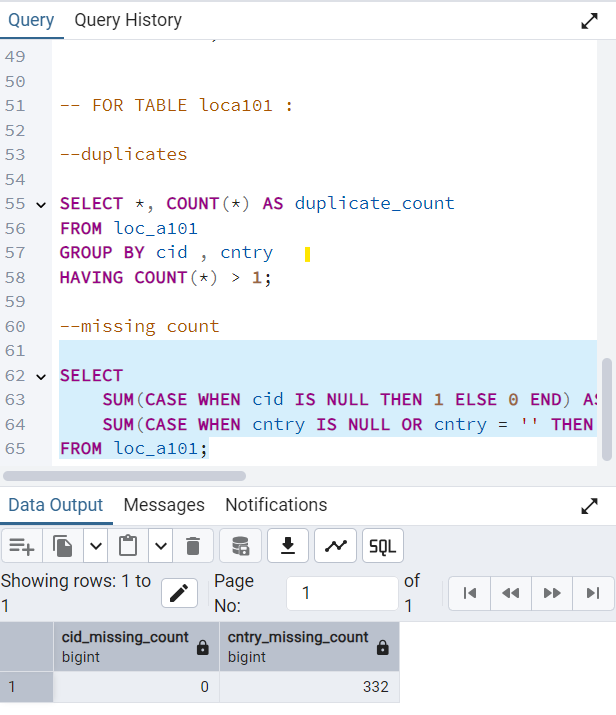 Query Query History
49
50
51 -- FOR TABLE loca101 :
52
53 --duplicates
54
55 SELECT *, COUNT(*) AS duplicate_count
56 FROM loc_a101
57 GROUP BY cid , cntry
58 HAVING COUNT(*) > 1;
59
60 --missing count
61
62 SELECT
63 SUM(CASE WHEN cid IS NULL THEN 1 ELSE 0 END) AS
64 SUM(CASE WHEN cntry IS NULL OR cntry = '' THEN
65 FROM loc_a101;
Data Output Messages Notifications
SQL
Showing rows: 1 to 1
Page No: 1 of 1
cid_missing_count cntry_missing_count
bigint bigint
1 0 332